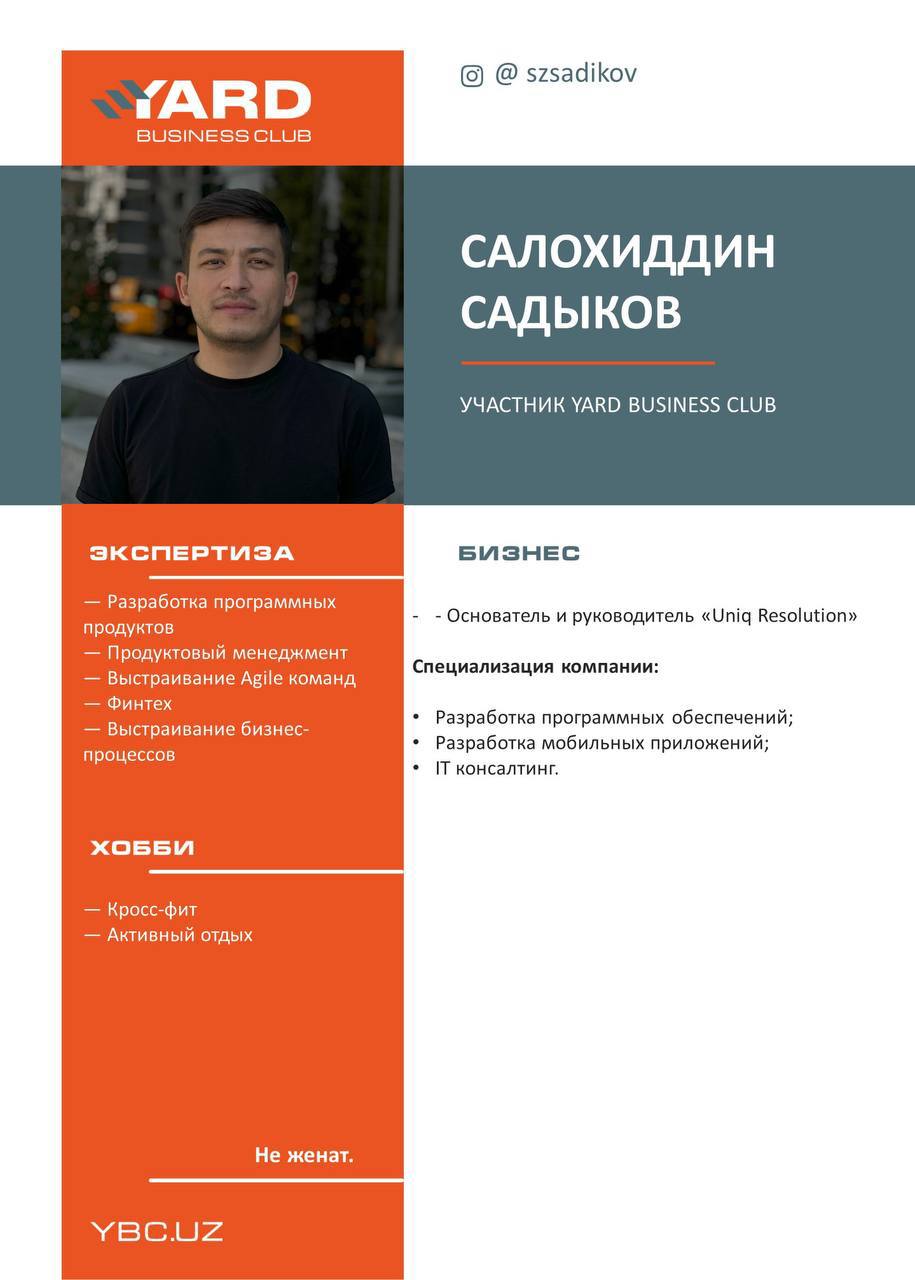 YARD
BUSINESS CLUB
@ szsadikov
САЛОХИДДИН
САДЫКОВ
УЧАСТНИК YARD BUSINESS CLUB
ЭКСПЕРТИЗА
— Разработка программных
продуктов
— Продуктовый менеджмент
— Выстраивание Agile команд
— Финтех
— Выстраивание бизнес-
процессов
ХОББИ
— Кросс-фит
— Активный отдых
Не женат.
YBC.UZ
БИЗНЕС
- - Основатель и руководитель «Uniq Resolution»
Специализация компании:
• Разработка программных обеспечений;
• Разработка мобильных приложений;
• IT консалтинг.